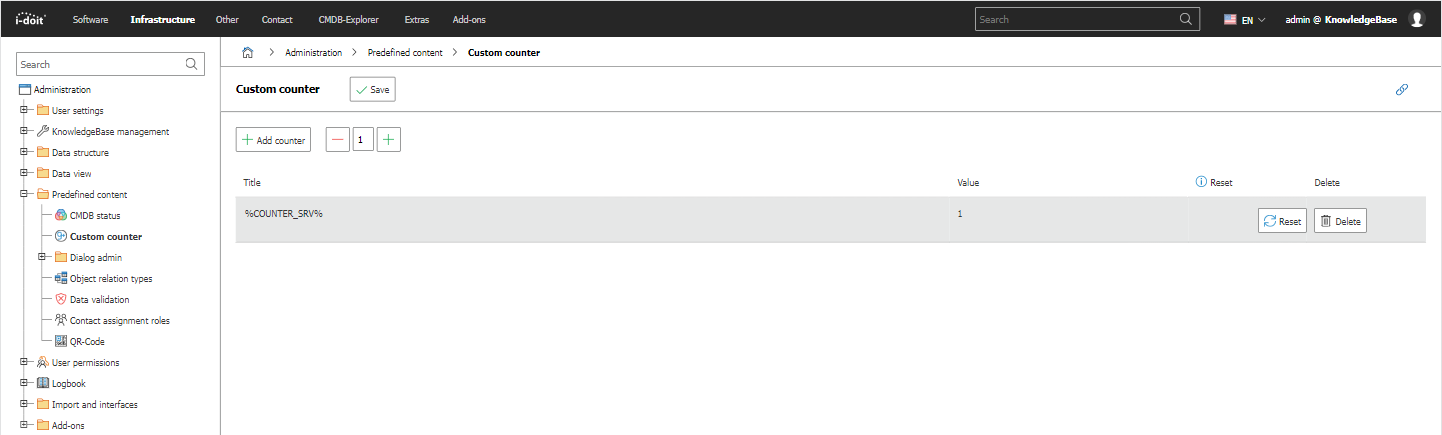 i-doit Software Infrastructure Other Contact CMDB-Explorer Extras Add-ons Search EN admin @ KnowledgeBase
Search
Administration
User settings
KnowledgeBase management
Data structure
Data view
Predefined content
CMDB status
Custom counter
Dialog admin
Object relation types
Data validation
Contact assignment roles
QR-Code
User permissions
Logbook
Import and interfaces
Add-ons
Administration Predefined content Custom counter
Custom counter Save
Add counter 1
Title Value Reset Delete
%COUNTER_SRV% 1 Reset Delete